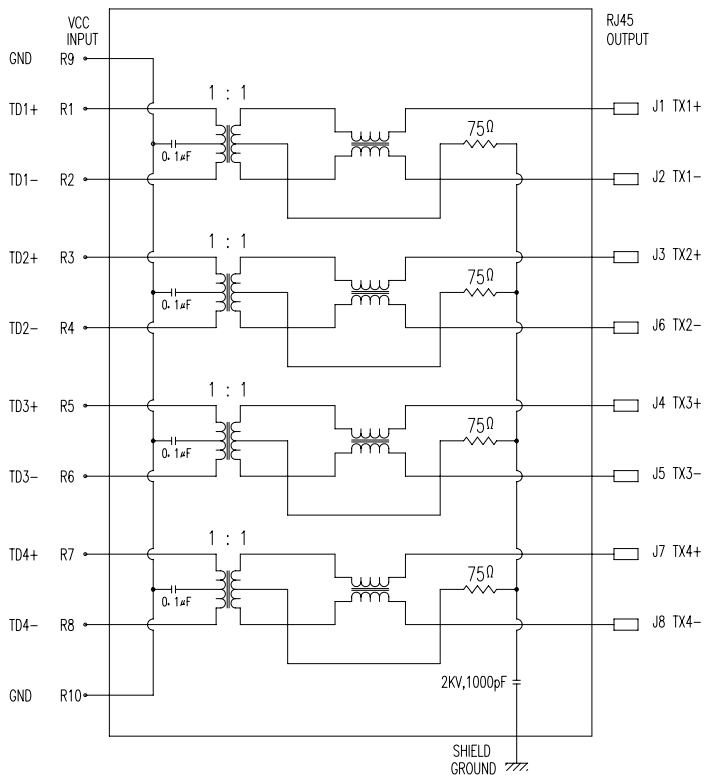 VCC
INPUT
RJ45
OUTPUT
GND R9
1 : 1
TD1+ R1
J1 TX1+
75Ω
0.1μF
TD1- R2
J2 TX1-
1 : 1
TD2+ R3
J3 TX2+
75Ω
0.1μF
TD2- R4
J6 TX2-
1 : 1
TD3+ R5
J4 TX3+
75Ω
0.1μF
TD3- R6
J5 TX3-
1 : 1
TD4+ R7
J7 TX4+
75Ω
0.1μF
TD4- R8
J8 TX4-
2KV,1000pF
GND R10
SHIELD
GROUND